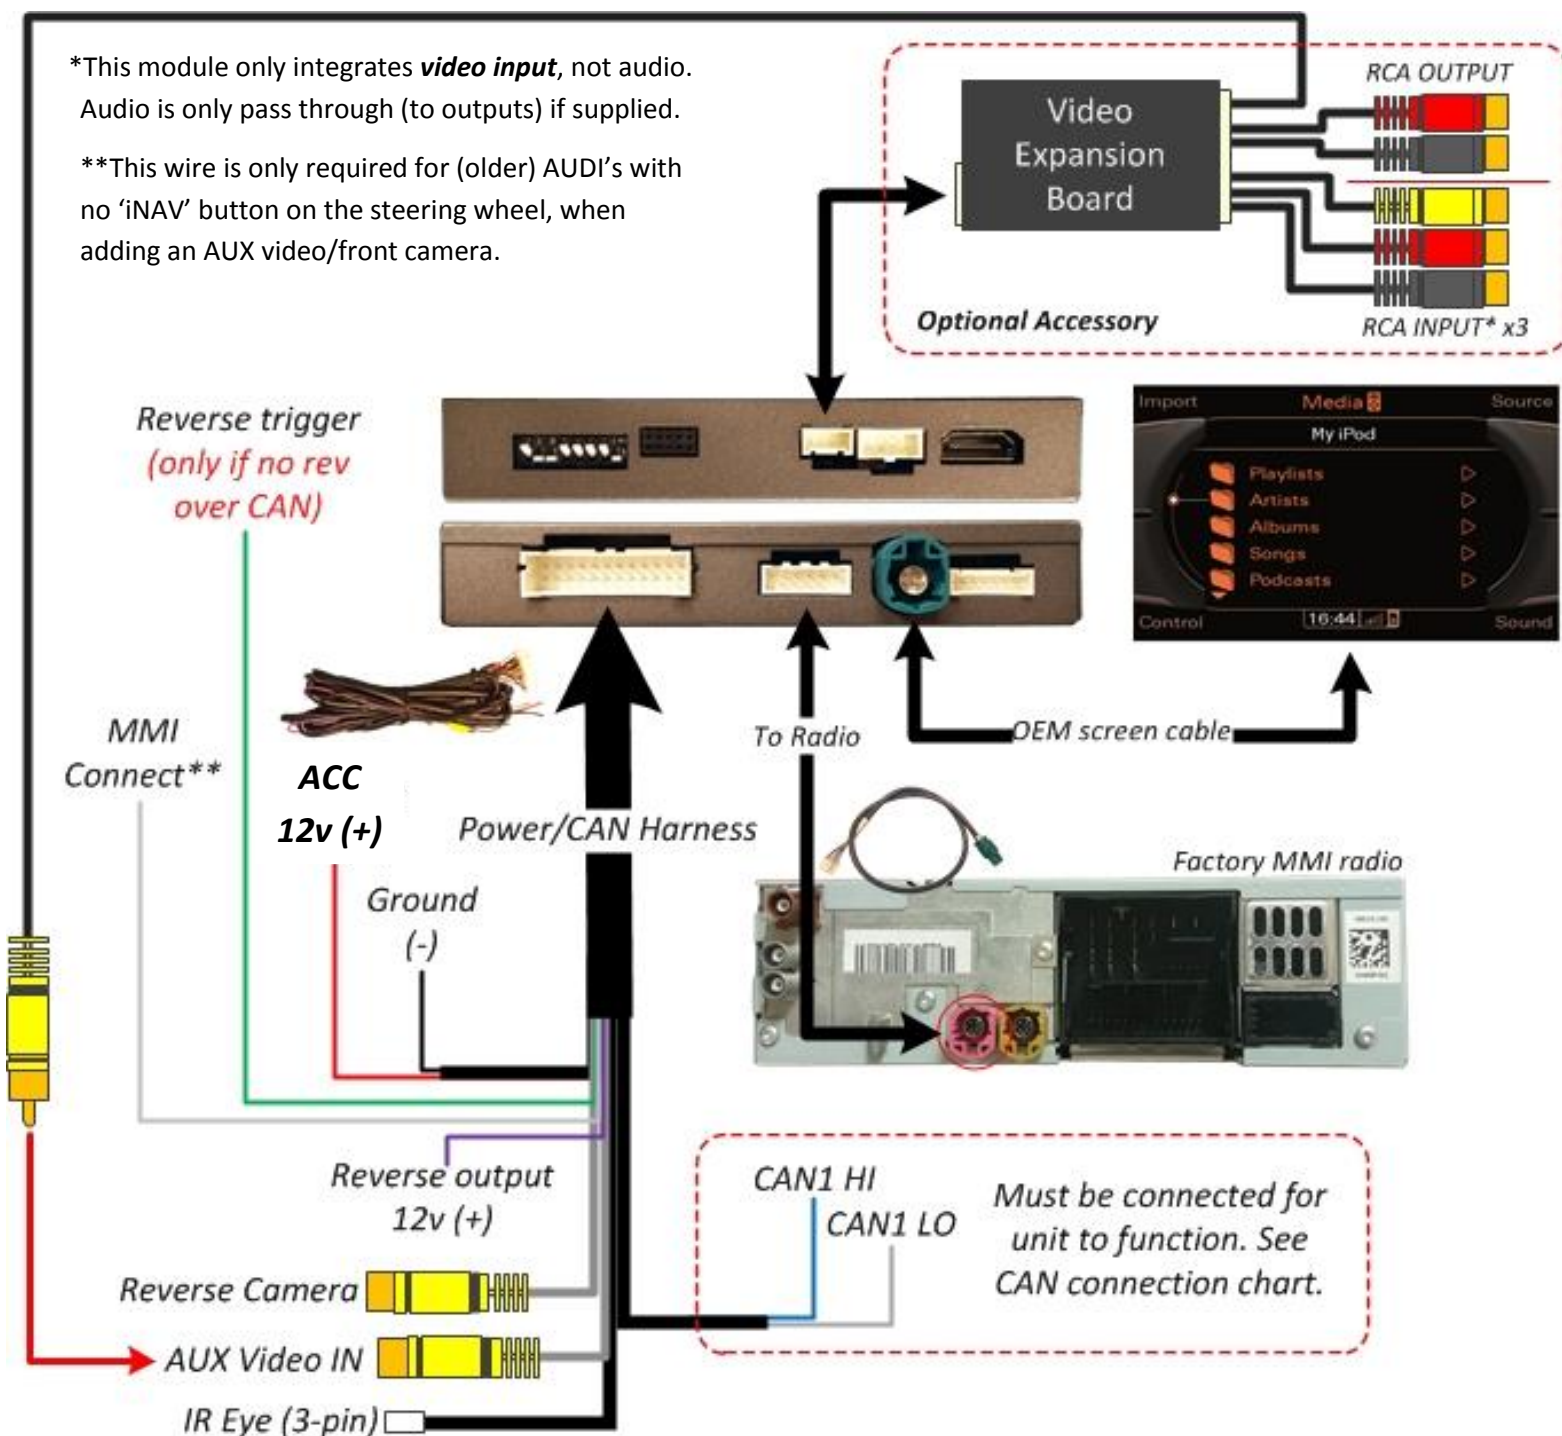 *This module only integrates video input, not audio.
Audio is only pass through (to outputs) if supplied.
**This wire is only required for (older) AUDI's with
no 'iNAV' button on the steering wheel, when
adding an AUX video/front camera.
Video
Expansion
Board
RCA OUTPUT
RCA INPUT* x3
Optional Accessory
Reverse trigger
(only if no rev
over CAN)
Import
Media
Source
My iPod
Playlists
Artists
Albums
Songs
Podcasts
Control
16:44
Sound
MMI
Connect**
ACC
12v (+)
Ground
(-)
Power/CAN Harness
To Radio
OEM screen cable
Factory MMI radio
Reverse output
12v (+)
Reverse Camera
AUX Video IN
IR Eye (3-pin)
CAN1 HI
CAN1 LO
Must be connected for
unit to function. See
CAN connection chart.